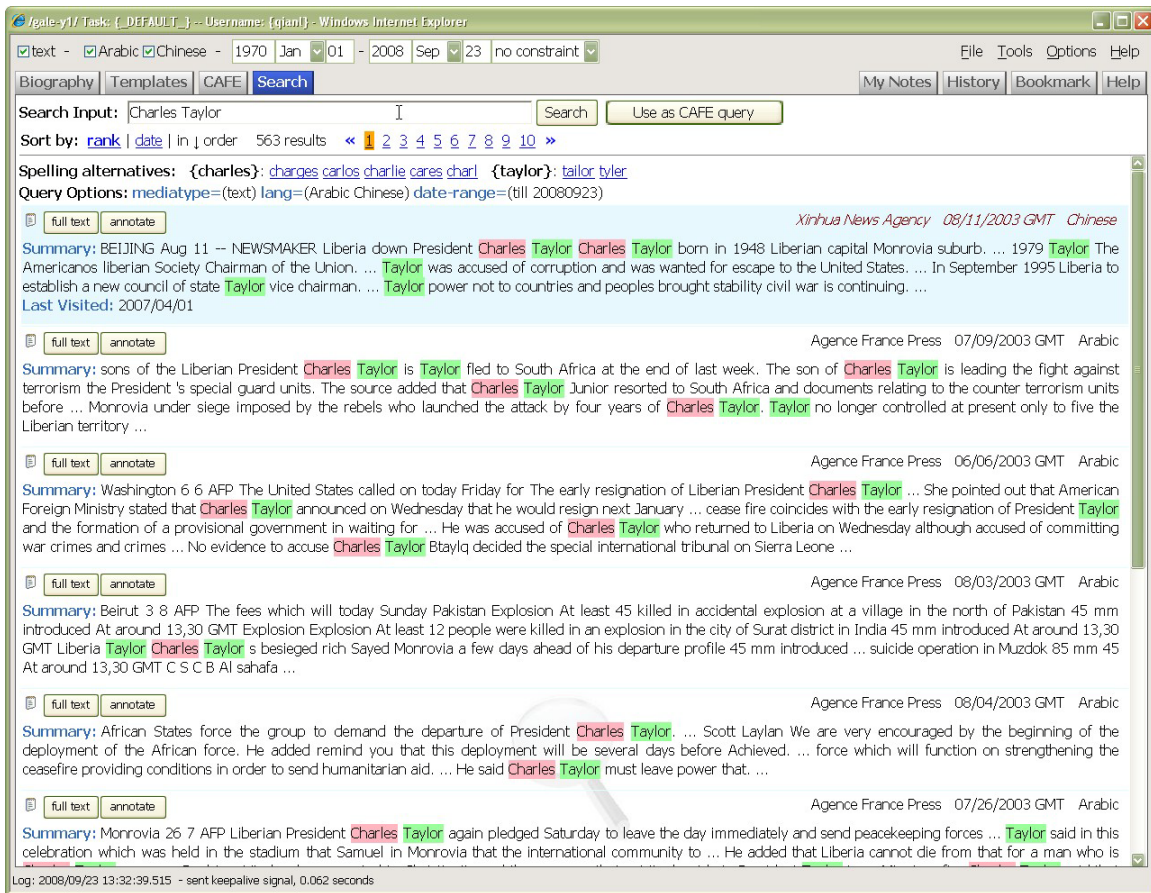 /gale-y1/ Task: {_DEFAULT_} -- Username: {qianl} - Windows Internet Explorer
text - Arabic Chinese - 1970 Jan 01 - 2008 Sep 23 no constraint File Tools Options Help
Biography Templates CAFE Search My Notes History Bookmark Help
Search Input: Charles Taylor Search Use as CAFE query
Sort by: rank | date | in ↓ order 563 results « 1 2 3 4 5 6 7 8 9 10 »
Spelling alternatives: {charles}: charges carlos charlie cares charl {taylor}: tailor tyler
Query Options: mediatype=(text) lang=(Arabic Chinese) date-range=(till 20080923)
full text annotate Xinhua News Agency 08/11/2003 GMT Chinese
Summary: BEIJING Aug 11 -- NEWSMAKER Liberia down President Charles Taylor Charles Taylor born in 1948 Liberian capital Monrovia suburb. ... 1979 Taylor The
Americanos liberian Society Chairman of the Union. ... Taylor was accused of corruption and was wanted for escape to the United States. ... In September 1995 Liberia to
establish a new council of state Taylor vice chairman. ... Taylor power not to countries and peoples brought stability civil war is continuing. ...
Last Visited: 2007/04/01
full text annotate Agence France Press 07/09/2003 GMT Arabic
Summary: sons of the Liberian President Charles Taylor is Taylor fled to South Africa at the end of last week. The son of Charles Taylor is leading the fight against
terrorism the President 's special guard units. The source added that Charles Taylor Junior resorted to South Africa and documents relating to the counter terrorism units
before ... Monrovia under siege imposed by the rebels who launched the attack by four years of Charles Taylor. Taylor no longer controlled at present only to five the
Liberian territory ...
full text annotate Agence France Press 06/06/2003 GMT Arabic
Summary: Washington 6 6 AFP The United States called on today Friday for The early resignation of Liberian President Charles Taylor ... She pointed out that American
Foreign Ministry stated that Charles Taylor announced on Wednesday that he would resign next January ... cease fire coincides with the early resignation of President Taylor
and the formation of a provisional government in waiting for ... He was accused of Charles Taylor who returned to Liberia on Wednesday although accused of committing
war crimes and crimes ... No evidence to accuse Charles Taylor Btaylq decided the special international tribunal on Sierra Leone ...
full text annotate Agence France Press 08/03/2003 GMT Arabic
Summary: Beirut 3 8 AFP The fees which will today Sunday Pakistan Explosion At least 45 killed in accidental explosion at a village in the north of Pakistan 45 mm
introduced At around 13,30 GMT Explosion Explosion At least 12 people were killed in an explosion in the city of Surat district in India 45 mm introduced At around 13,30
GMT Liberia Taylor Charles Taylor s besieged rich Sayed Monrovia a few days ahead of his departure profile 45 mm introduced ... suicide operation in Muzdok 85 mm 45
At around 13,30 GMT C S C B Al sahafa ...
full text annotate Agence France Press 08/04/2003 GMT Arabic
Summary: African States force the group to demand the departure of President Charles Taylor. ... Scott Laylan We are very encouraged by the beginning of the
deployment of the African force. He added remind you that this deployment will be several days before Achieved. ... force which will function on strengthening the
ceasefire providing conditions in order to send humanitarian aid. ... He said Charles Taylor must leave power that. ...
full text annotate Agence France Press 07/26/2003 GMT Arabic
Summary: Monrovia 26 7 AFP Liberian President Charles Taylor again pledged Saturday to leave the day immediately and send peacekeeping forces ... Taylor said in this
celebration which was held in the stadium that Samuel in Monrovia that the international community to ... He added that Liberia cannot die from that for a man who is
Log: 2008/09/23 13:32:39.515 - sent keepalive signal, 0.062 seconds